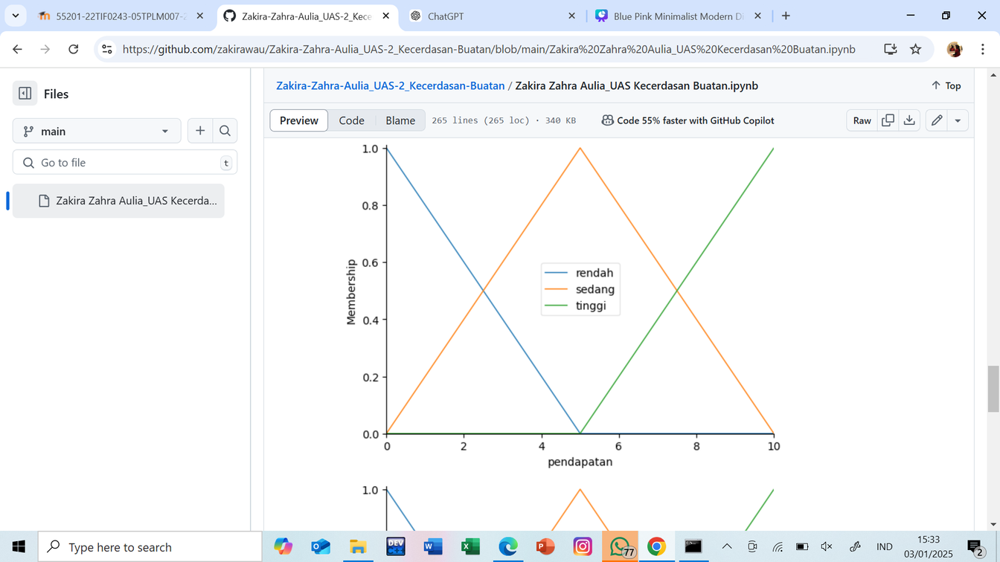 55201-22TIF0243-05TPLM007-2
Zakira-Zahra-Aulia_UAS-2_Kece
ChatGPT
Blue Pink Minimalist Modern Di
https://github.com/zakirawau/Zakira-Zahra-Aulia_UAS-2_Kecerdasan-Buatan/blob/main/Zakira%20Zahra%20Aulia_UAS%20Kecerdasan%20Buatan.ipynb
Files
main
Go to file
t
Zakira Zahra Aulia_UAS Kecerda...
Zakira-Zahra-Aulia_UAS-2_Kecerdasan-Buatan / Zakira Zahra Aulia_UAS Kecerdasan Buatan.ipynb
Top
Preview
Code
Blame
265 lines (265 loc) · 340 KB
Code 55% faster with GitHub Copilot
Raw
1.0
0.8
0.6
0.4
0.2
0.0
Membership
rendah
sedang
tinggi
0 2 4 6 8 10
pendapatan
1.0
Type here to search
DEV
77
IND
15:33
03/01/2025
2